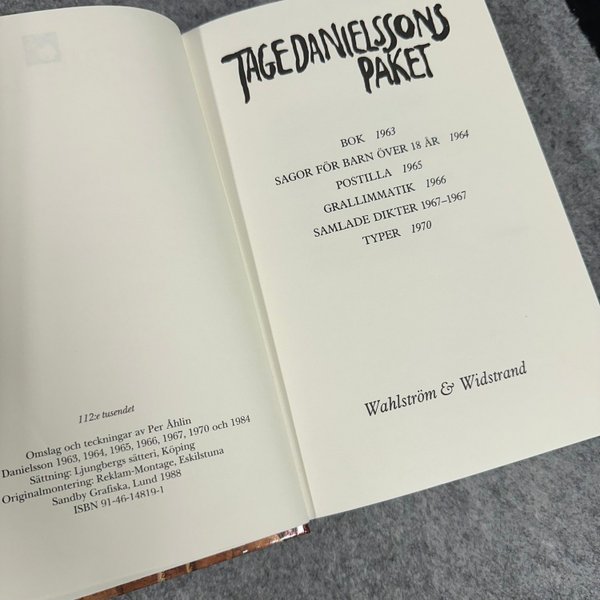 112:e tusendet
Omslag och teckningar av Per Åhlin
Danielsson 1963, 1964, 1965, 1966, 1967, 1970 och 1984
Sättning: Ljungbergs sätteri, Köping
Originalmontering: Reklam-Montage, Eskilstuna
Sandby Grafiska, Lund 1988
ISBN 91-46-14819-1
TAGE DANIELSSONS
PAKET
BOK 1963
SAGOR FÖR BARN ÖVER 18 ÅR 1964
POSTILLA 1965
GRALLIMMATIK 1966
SAMLADE DIKTER 1967–1967
TYPER 1970
Wahlström & Widstrand